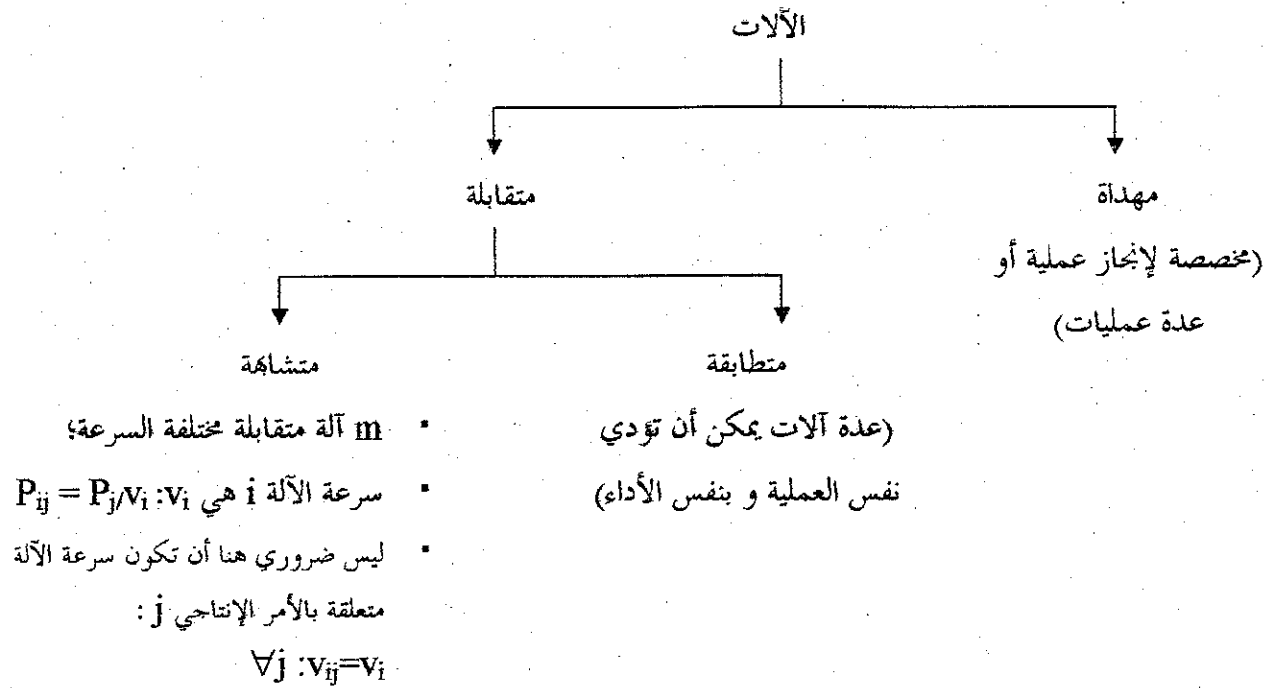 الآلات
مهداة
(مخصصة لإنجاز عملية أو
عدة عمليات)
متقابلة
متطابقة
(عدة آلات يمكن أن تؤدي
نفس العملية و بنفس الأداء)
متشابهة
▪ m آلة متقابلة مختلفة السرعة؛
▪ سرعة الآلة i هي vᵢ: Pᵢⱼ = Pⱼ/vᵢ
▪ ليس ضروري هنا أن تكون سرعة الآلة
متعلقة بالأمر الإنتاجي j :
∀j :vᵢⱼ=vᵢ